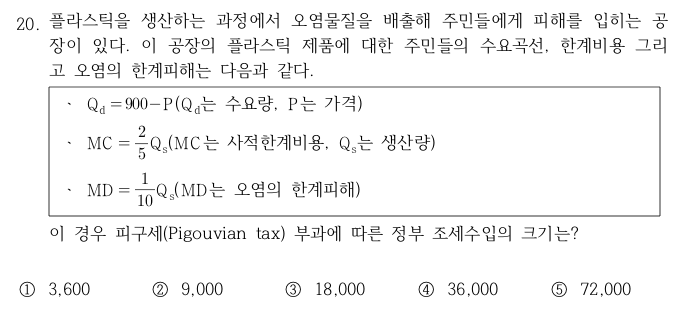 20. 플라스틱을 생산하는 과정에서 오염물질을 배출해 주민들에게 피해를 입히는 공
장이 있다. 이 공장의 플라스틱 제품에 대한 주민들의 수요곡선, 한계비용 그리
고 오염의 한계피해는 다음과 같다.
· Qd = 900 − P(Qd는 수요량, P는 가격)
· MC = 2/5 Qs(MC는 사적한계비용, Qs는 생산량)
· MD = 1/10 Qs(MD는 오염의 한계피해)
이 경우 피구세(Pigouvian tax) 부과에 따른 정부 조세수입의 크기는?
① 3,600 ② 9,000 ③ 18,000 ④ 36,000 ⑤ 72,000